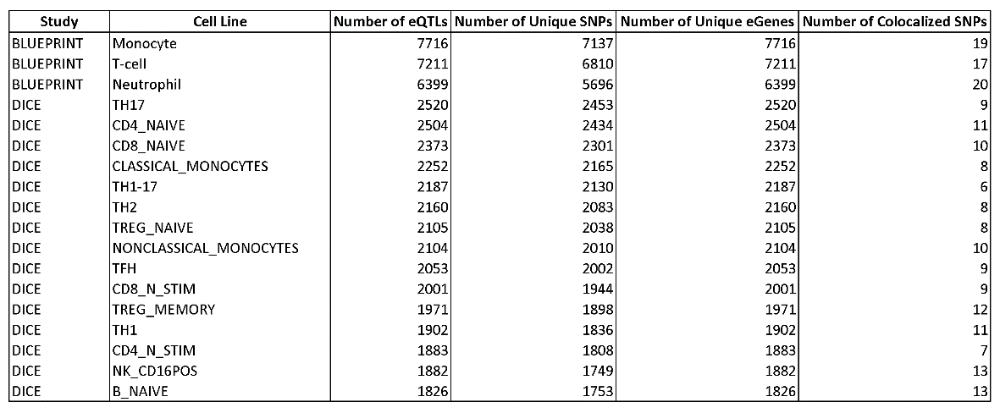 Study Cell Line Number of eQTLs Number of Unique SNPs Number of Unique eGenes Number of Colocalized SNPs
BLUEPRINT Monocyte 7716 7137 7716 19
BLUEPRINT T-cell 7211 6810 7211 17
BLUEPRINT Neutrophil 6399 5696 6399 20
DICE TH17 2520 2453 2520 9
DICE CD4_NAIVE 2504 2434 2504 11
DICE CD8_NAIVE 2373 2301 2373 10
DICE CLASSICAL_MONOCYTES 2252 2165 2252 8
DICE TH1-17 2187 2130 2187 6
DICE TH2 2160 2083 2160 8
DICE TREG_NAIVE 2105 2038 2105 8
DICE NONCLASSICAL_MONOCYTES 2104 2010 2104 10
DICE TFH 2053 2002 2053 9
DICE CD8_N_STIM 2001 1944 2001 9
DICE TREG_MEMORY 1971 1898 1971 12
DICE TH1 1902 1836 1902 11
DICE CD4_N_STIM 1883 1808 1883 7
DICE NK_CD16POS 1882 1749 1882 13
DICE B_NAIVE 1826 1753 1826 13